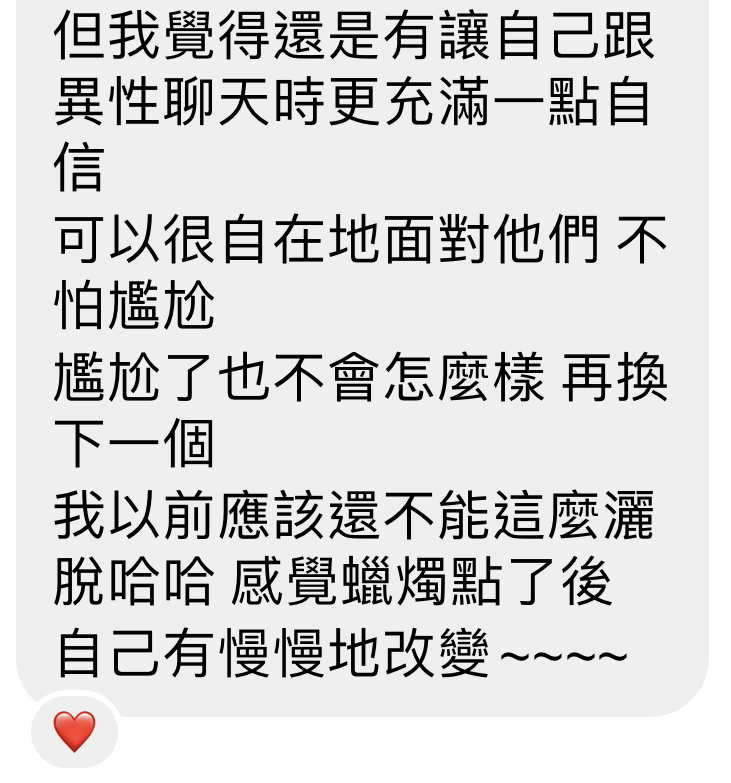 但我覺得還是有讓自己跟
異性聊天時更充滿一點自
信
可以很自在地面對他們 不
怕尷尬
尷尬了也不會怎麼樣 再換
下一個
我以前應該還不能這麼灑
脫哈哈 感覺蠟燭點了後
自己有慢慢地改變~~~~